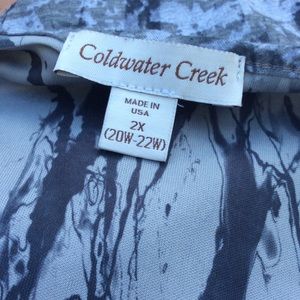 Coldwater Creek
MADE IN
USA
2X
(20W-22W)